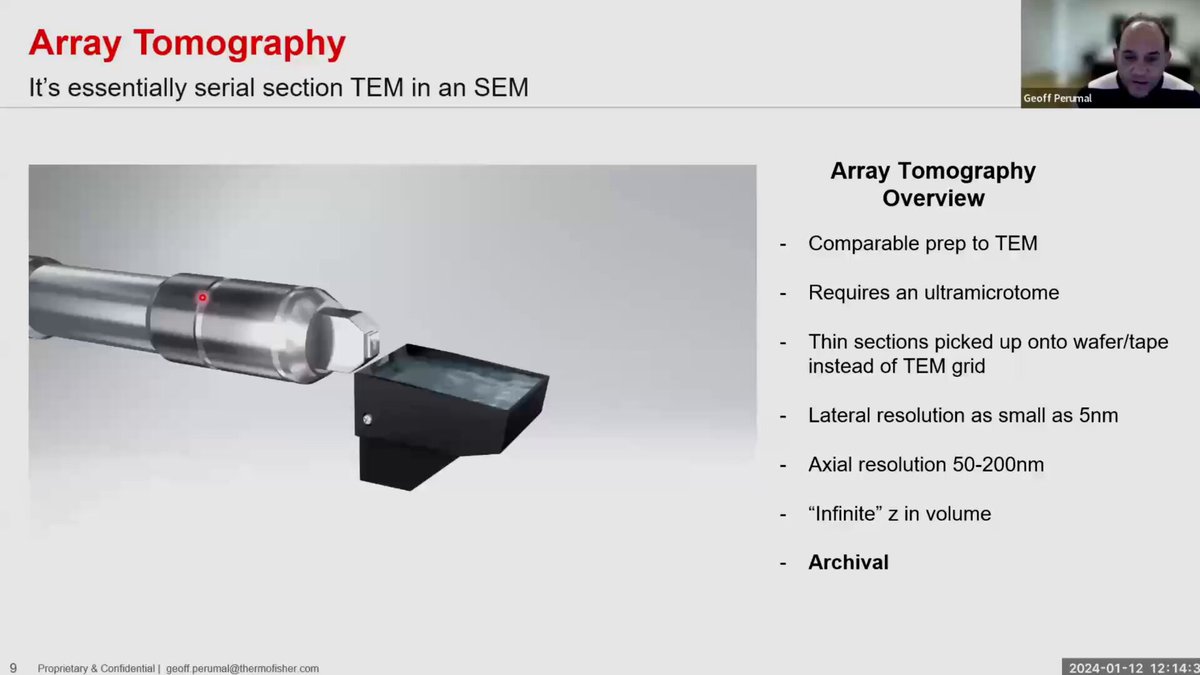 Array Tomography
It's essentially serial section TEM in an SEM
Geoff Perumal
Array Tomography
Overview
- Comparable prep to TEM
- Requires an ultramicrotome
- Thin sections picked up onto wafer/tape
instead of TEM grid
- Lateral resolution as small as 5nm
- Axial resolution 50-200nm
- “Infinite” z in volume
- Archival
9 Proprietary & Confidential | geoff.perumal@thermofisher.com
2024-01-12 12:14:3